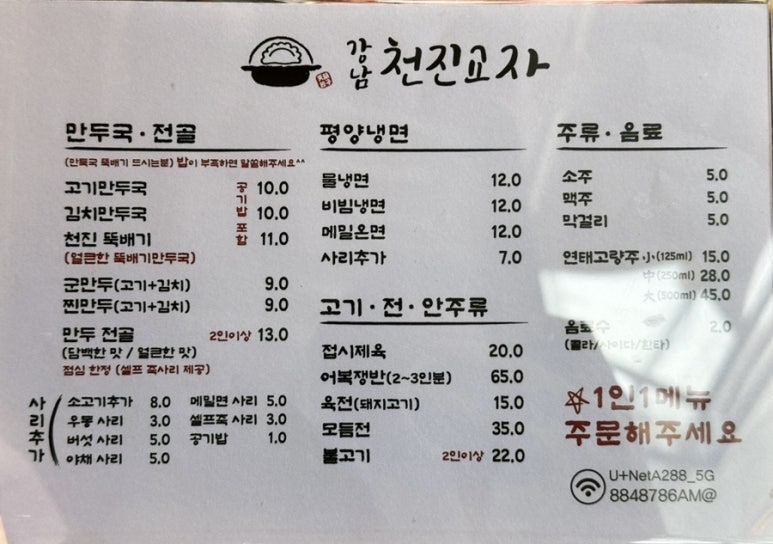 강남 천진교자
만두국·전골
(만둣국 뚝배기 드시는분) 밥이 부족하면 말씀해주세요^^
고기만두국 10.0
김치만두국 10.0
천진 뚝배기 11.0
공기밥 포함
(얼큰한 뚝배기만두국)
군만두(고기+김치) 9.0
찐만두(고기+김치) 9.0
만두 전골 2인이상 13.0
(담백한 맛 / 얼큰한 맛)
점심 한정 (셀프 죽사리 제공)
사리추가
소고기추가 8.0 메밀면 사리 5.0
우동 사리 3.0 셀프죽 사리 3.0
버섯 사리 5.0 공기밥 1.0
야채 사리 5.0
평양냉면
물냉면 12.0
비빔냉면 12.0
메밀온면 12.0
사리추가 7.0
고기·전·안주류
접시제육 20.0
어복쟁반(2~3인분) 65.0
육전(돼지고기) 15.0
모듬전 35.0
불고기 2인이상 22.0
주류·음료
소주 5.0
맥주 5.0
막걸리 5.0
연태고량주 小(125ml) 15.0
中(250ml) 28.0
大(500ml) 45.0
음료수 2.0
(콜라/사이다/환타)
☆1인1메뉴
주문해주세요
U+NetA288_5G
8848786AM@